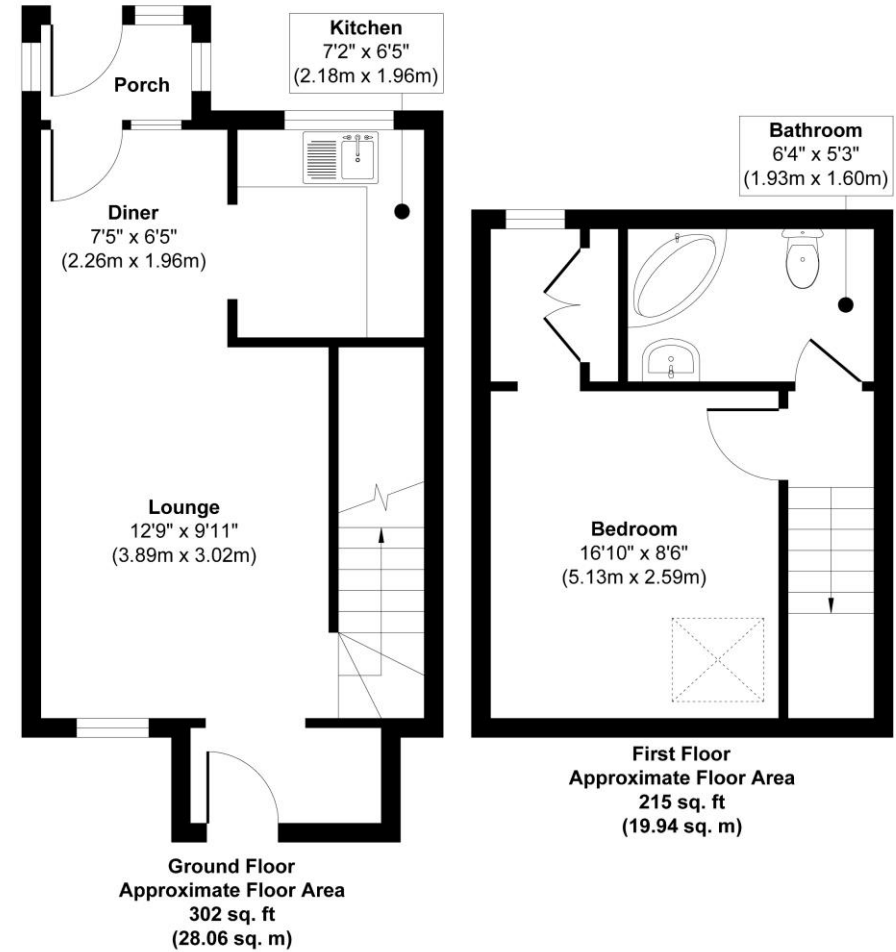 Kitchen
7'2" x 6'5"
(2.18m x 1.96m)
Porch
Diner
7'5" x 6'5"
(2.26m x 1.96m)
Lounge
12'9" x 9'11"
(3.89m x 3.02m)
Ground Floor
Approximate Floor Area
302 sq. ft
(28.06 sq. m)
Bathroom
6'4" x 5'3"
(1.93m x 1.60m)
Bedroom
16'10" x 8'6"
(5.13m x 2.59m)
First Floor
Approximate Floor Area
215 sq. ft
(19.94 sq. m)